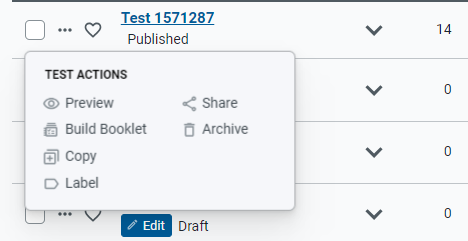 Test 1571287
Published
14
TEST ACTIONS
Preview
Share
0
Build Booklet
Archive
Copy
0
Label
0
Edit
Draft